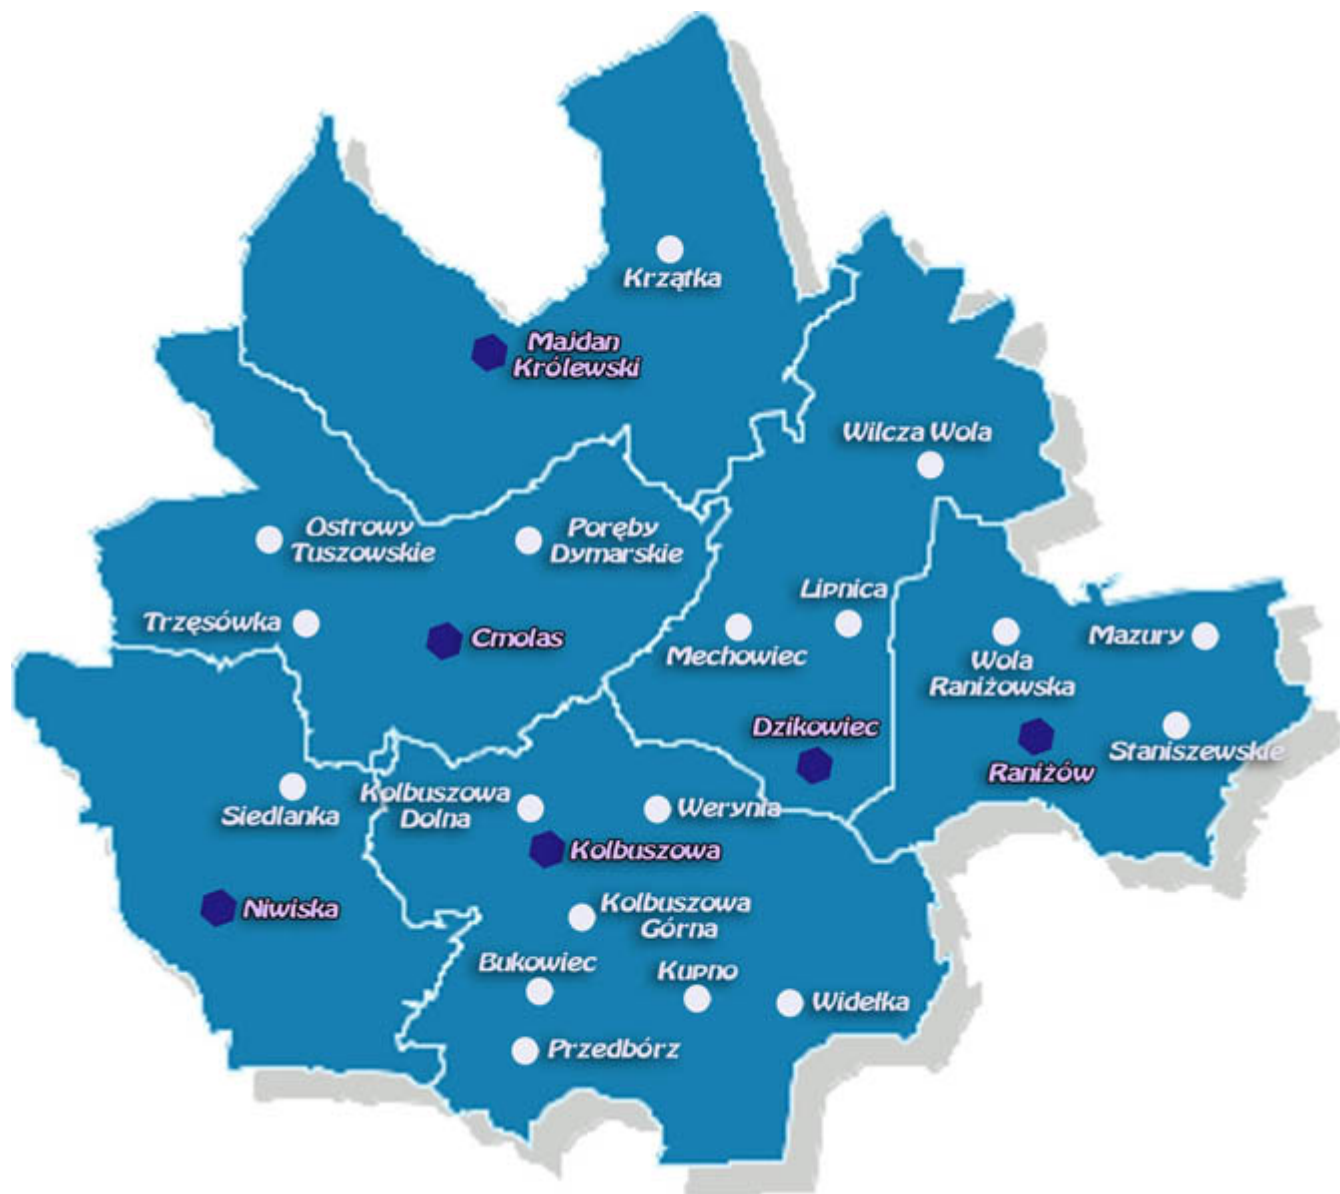 Krzątka
Majdan
Królewski
Wilcza Wola
Ostrowy
Tuszowskie
Poręby
Dymarskie
Lipnica
Trzęsówka
Cmolas
Mechowiec
Wola
Raniżowska
Mazury
Dzikowiec
Staniszewskie
Raniżów
Siedlanka
Kolbuszowa
Dolna
Werynia
Kolbuszowa
Niwiska
Kolbuszowa
Górna
Bukowiec
Kupno
Widełka
Przedbórz